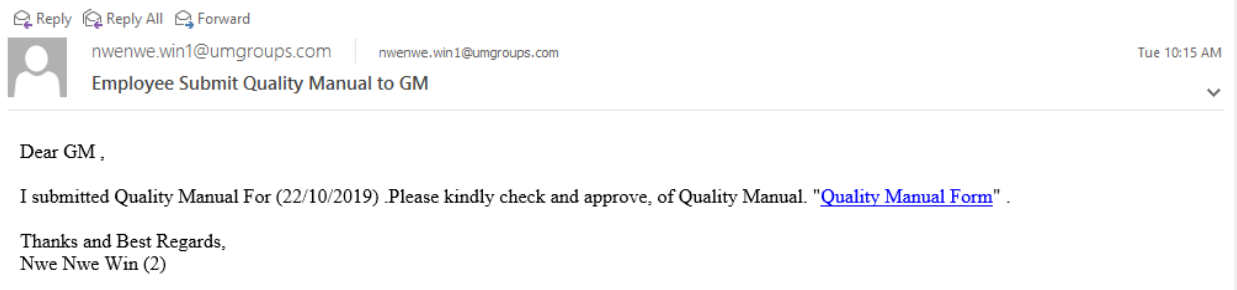 Reply Reply All Forward
nwenwe.win1@umgroups.com nwenwe.win1@umgroups.com Tue 10:15 AM
Employee Submit Quality Manual to GM
Dear GM ,
I submitted Quality Manual For (22/10/2019) .Please kindly check and approve, of Quality Manual. "Quality Manual Form" .
Thanks and Best Regards,
Nwe Nwe Win (2)